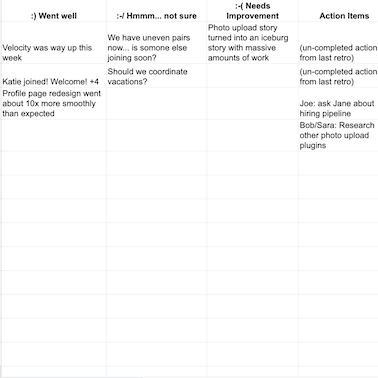 :) Went well
:-/ Hmmm... not sure
:-( Needs
Improvement
Action Items
Velocity was way up this
week
We have uneven pairs
now... is somone else
joining soon?
Photo upload story
turned into an iceburg
story with massive
amounts of work
(un-completed action
from last retro)
Katie joined! Welcome! +4
Should we coordinate
vacations?
(un-completed action
from last retro)
Profile page redesign went
about 10x more smoothly
than expected
Joe: ask Jane about
hiring pipeline
Bob/Sara: Research
other photo upload
plugins